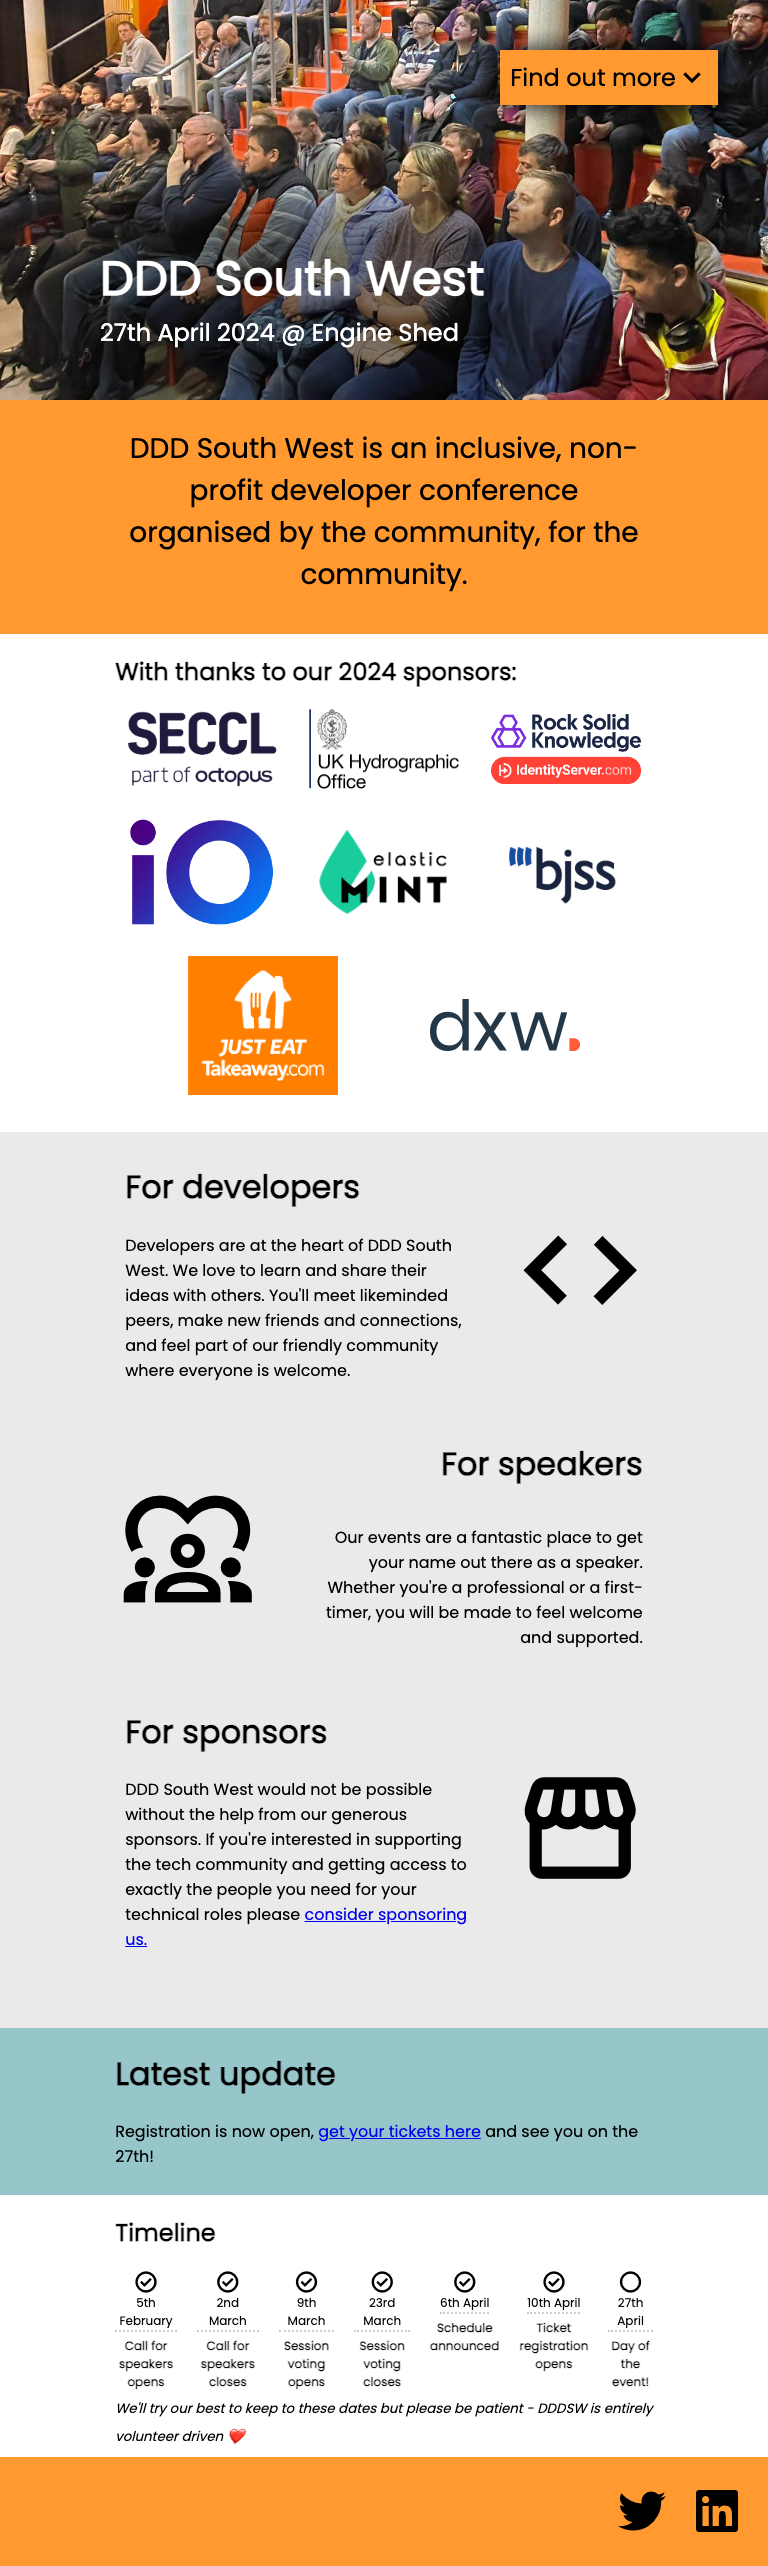 Find out more
DDD South West
27th April 2024 @ Engine Shed
DDD South West is an inclusive, non-
profit developer conference
organised by the community, for the
community.
With thanks to our 2024 sponsors:
SECCL
part of octopus
UK Hydrographic
Office
Rock Solid
Knowledge
IdentityServer.com
iO
elastic
MINT
bjss
JUST EAT
Takeaway.com
dxw.
For developers
Developers are at the heart of DDD South
West. We love to learn and share their
ideas with others. You'll meet likeminded
peers, make new friends and connections,
and feel part of our friendly community
where everyone is welcome.
For speakers
Our events are a fantastic place to get
your name out there as a speaker.
Whether you're a professional or a first-
timer, you will be made to feel welcome
and supported.
For sponsors
DDD South West would not be possible
without the help from our generous
sponsors. If you're interested in supporting
the tech community and getting access to
exactly the people you need for your
technical roles please consider sponsoring
us.
Latest update
Registration is now open, get your tickets here and see you on the
27th!
Timeline
5th
February
Call for
speakers
opens
2nd
March
Call for
speakers
closes
9th
March
Session
voting
opens
23rd
March
Session
voting
closes
6th April
Schedule
announced
10th April
Ticket
registration
opens
27th
April
Day of
the
event!
We'll try our best to keep to these dates but please be patient - DDDSW is entirely
volunteer driven ❤️
in